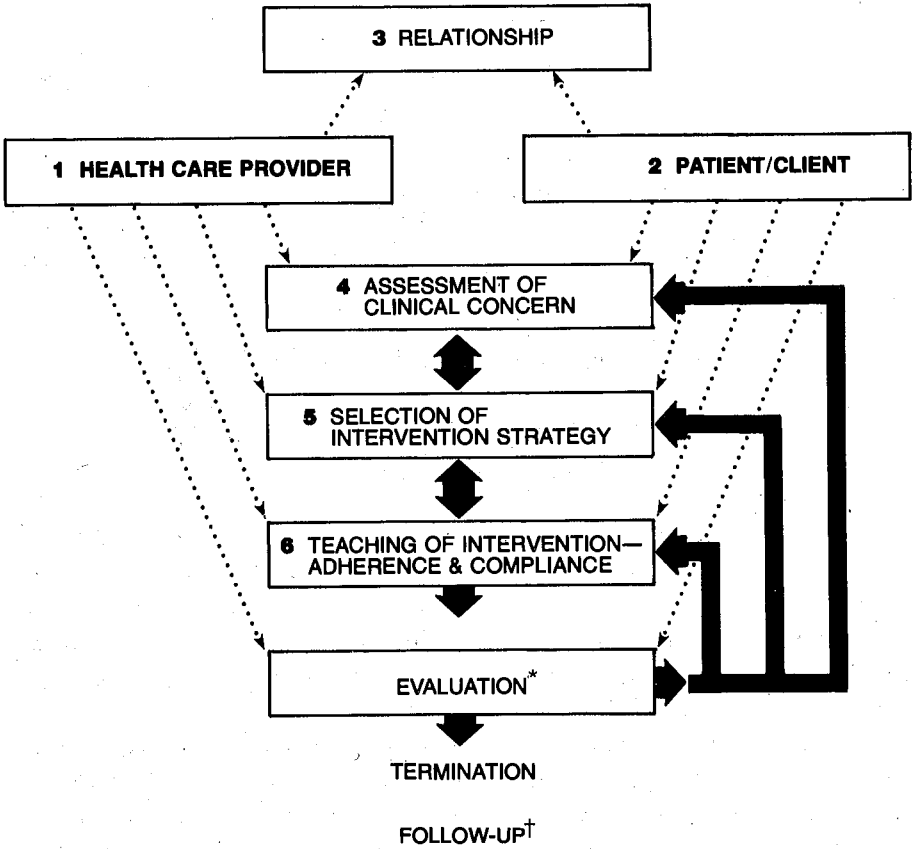 3 RELATIONSHIP
1 HEALTH CARE PROVIDER
2 PATIENT/CLIENT
4 ASSESSMENT OF
CLINICAL CONCERN
5 SELECTION OF
INTERVENTION STRATEGY
6 TEACHING OF INTERVENTION—
ADHERENCE & COMPLIANCE
EVALUATION*
TERMINATION
FOLLOW-UP†